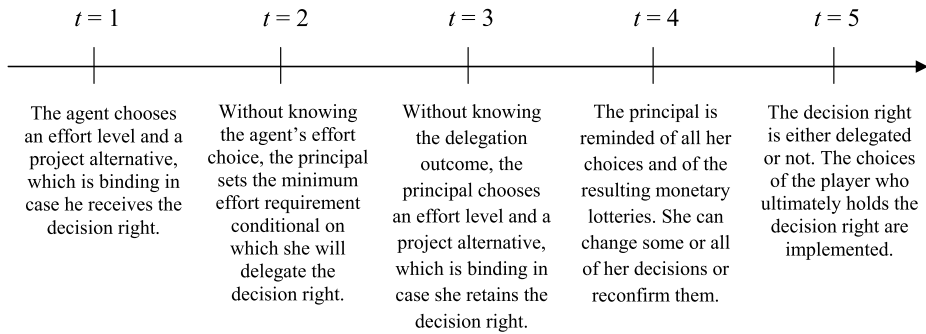 t = 1
t = 2
t = 3
t = 4
t = 5
The agent chooses
an effort level and a
project alternative,
which is binding in
case he receives the
decision right.
Without knowing
the agent's effort
choice, the principal
sets the minimum
effort requirement
conditional on
which she will
delegate the
decision right.
Without knowing
the delegation
outcome, the
principal chooses
an effort level and a
project alternative,
which is binding in
case she retains the
decision right.
The principal is
reminded of all her
choices and of the
resulting monetary
lotteries. She can
change some or all
of her decisions or
reconfirm them.
The decision right
is either delegated
or not. The choices
of the player who
ultimately holds the
decision right are
implemented.